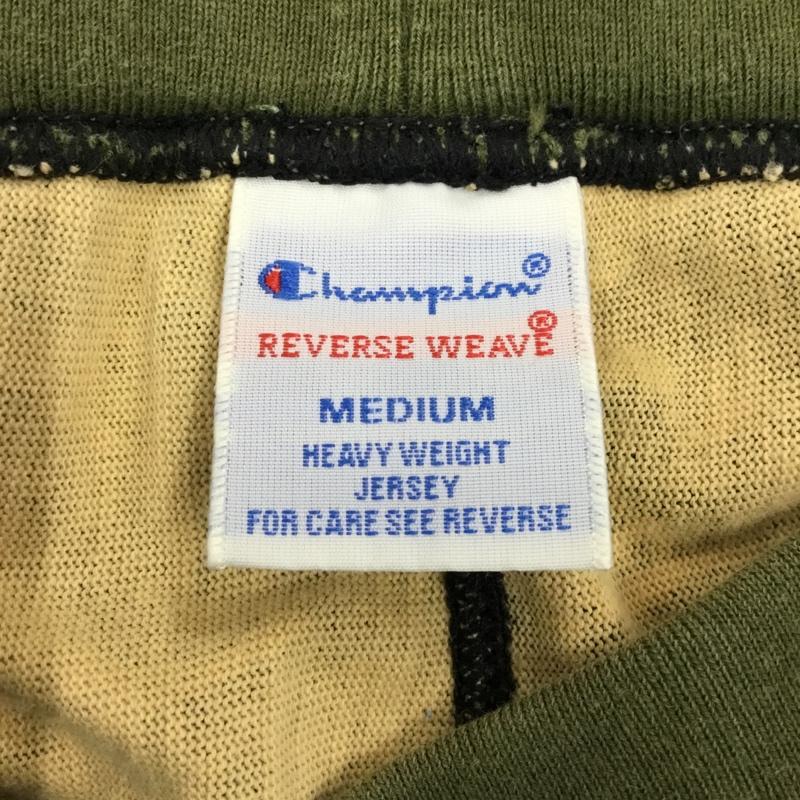 Champion®
REVERSE WEAVE®
MEDIUM
HEAVY WEIGHT
JERSEY
FOR CARE SEE REVERSE